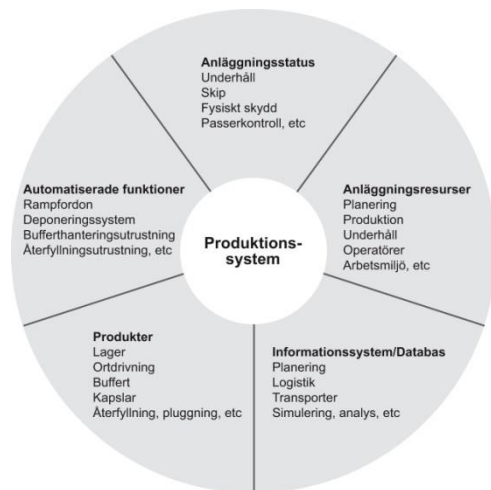 Anläggningsstatus
Underhåll
Skip
Fysiskt skydd
Passerkontroll, etc
Automatiserade funktioner
Rampfordon
Deponeringssystem
Bufferthanteringsutrustning
Återfyllningsutrustning, etc
Anläggningsresurser
Planering
Produktion
Underhåll
Operatörer
Arbetsmiljö, etc
Produktions-
system
Produkter
Lager
Ortdrivning
Buffert
Kapslar
Återfyllning, pluggning, etc
Informationssystem/Databas
Planering
Logistik
Transporter
Simulering, analys, etc